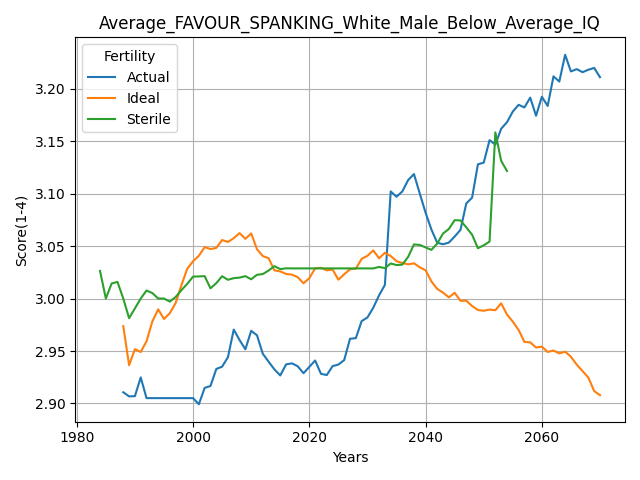 Average_FAVOUR_SPANKING_White_Male_Below_Average_IQ
Fertility
Actual
Ideal
Sterile
Score(1-4)
3.20
3.15
3.10
3.05
3.00
2.95
2.90
1980
2000
2020
2040
2060
Years